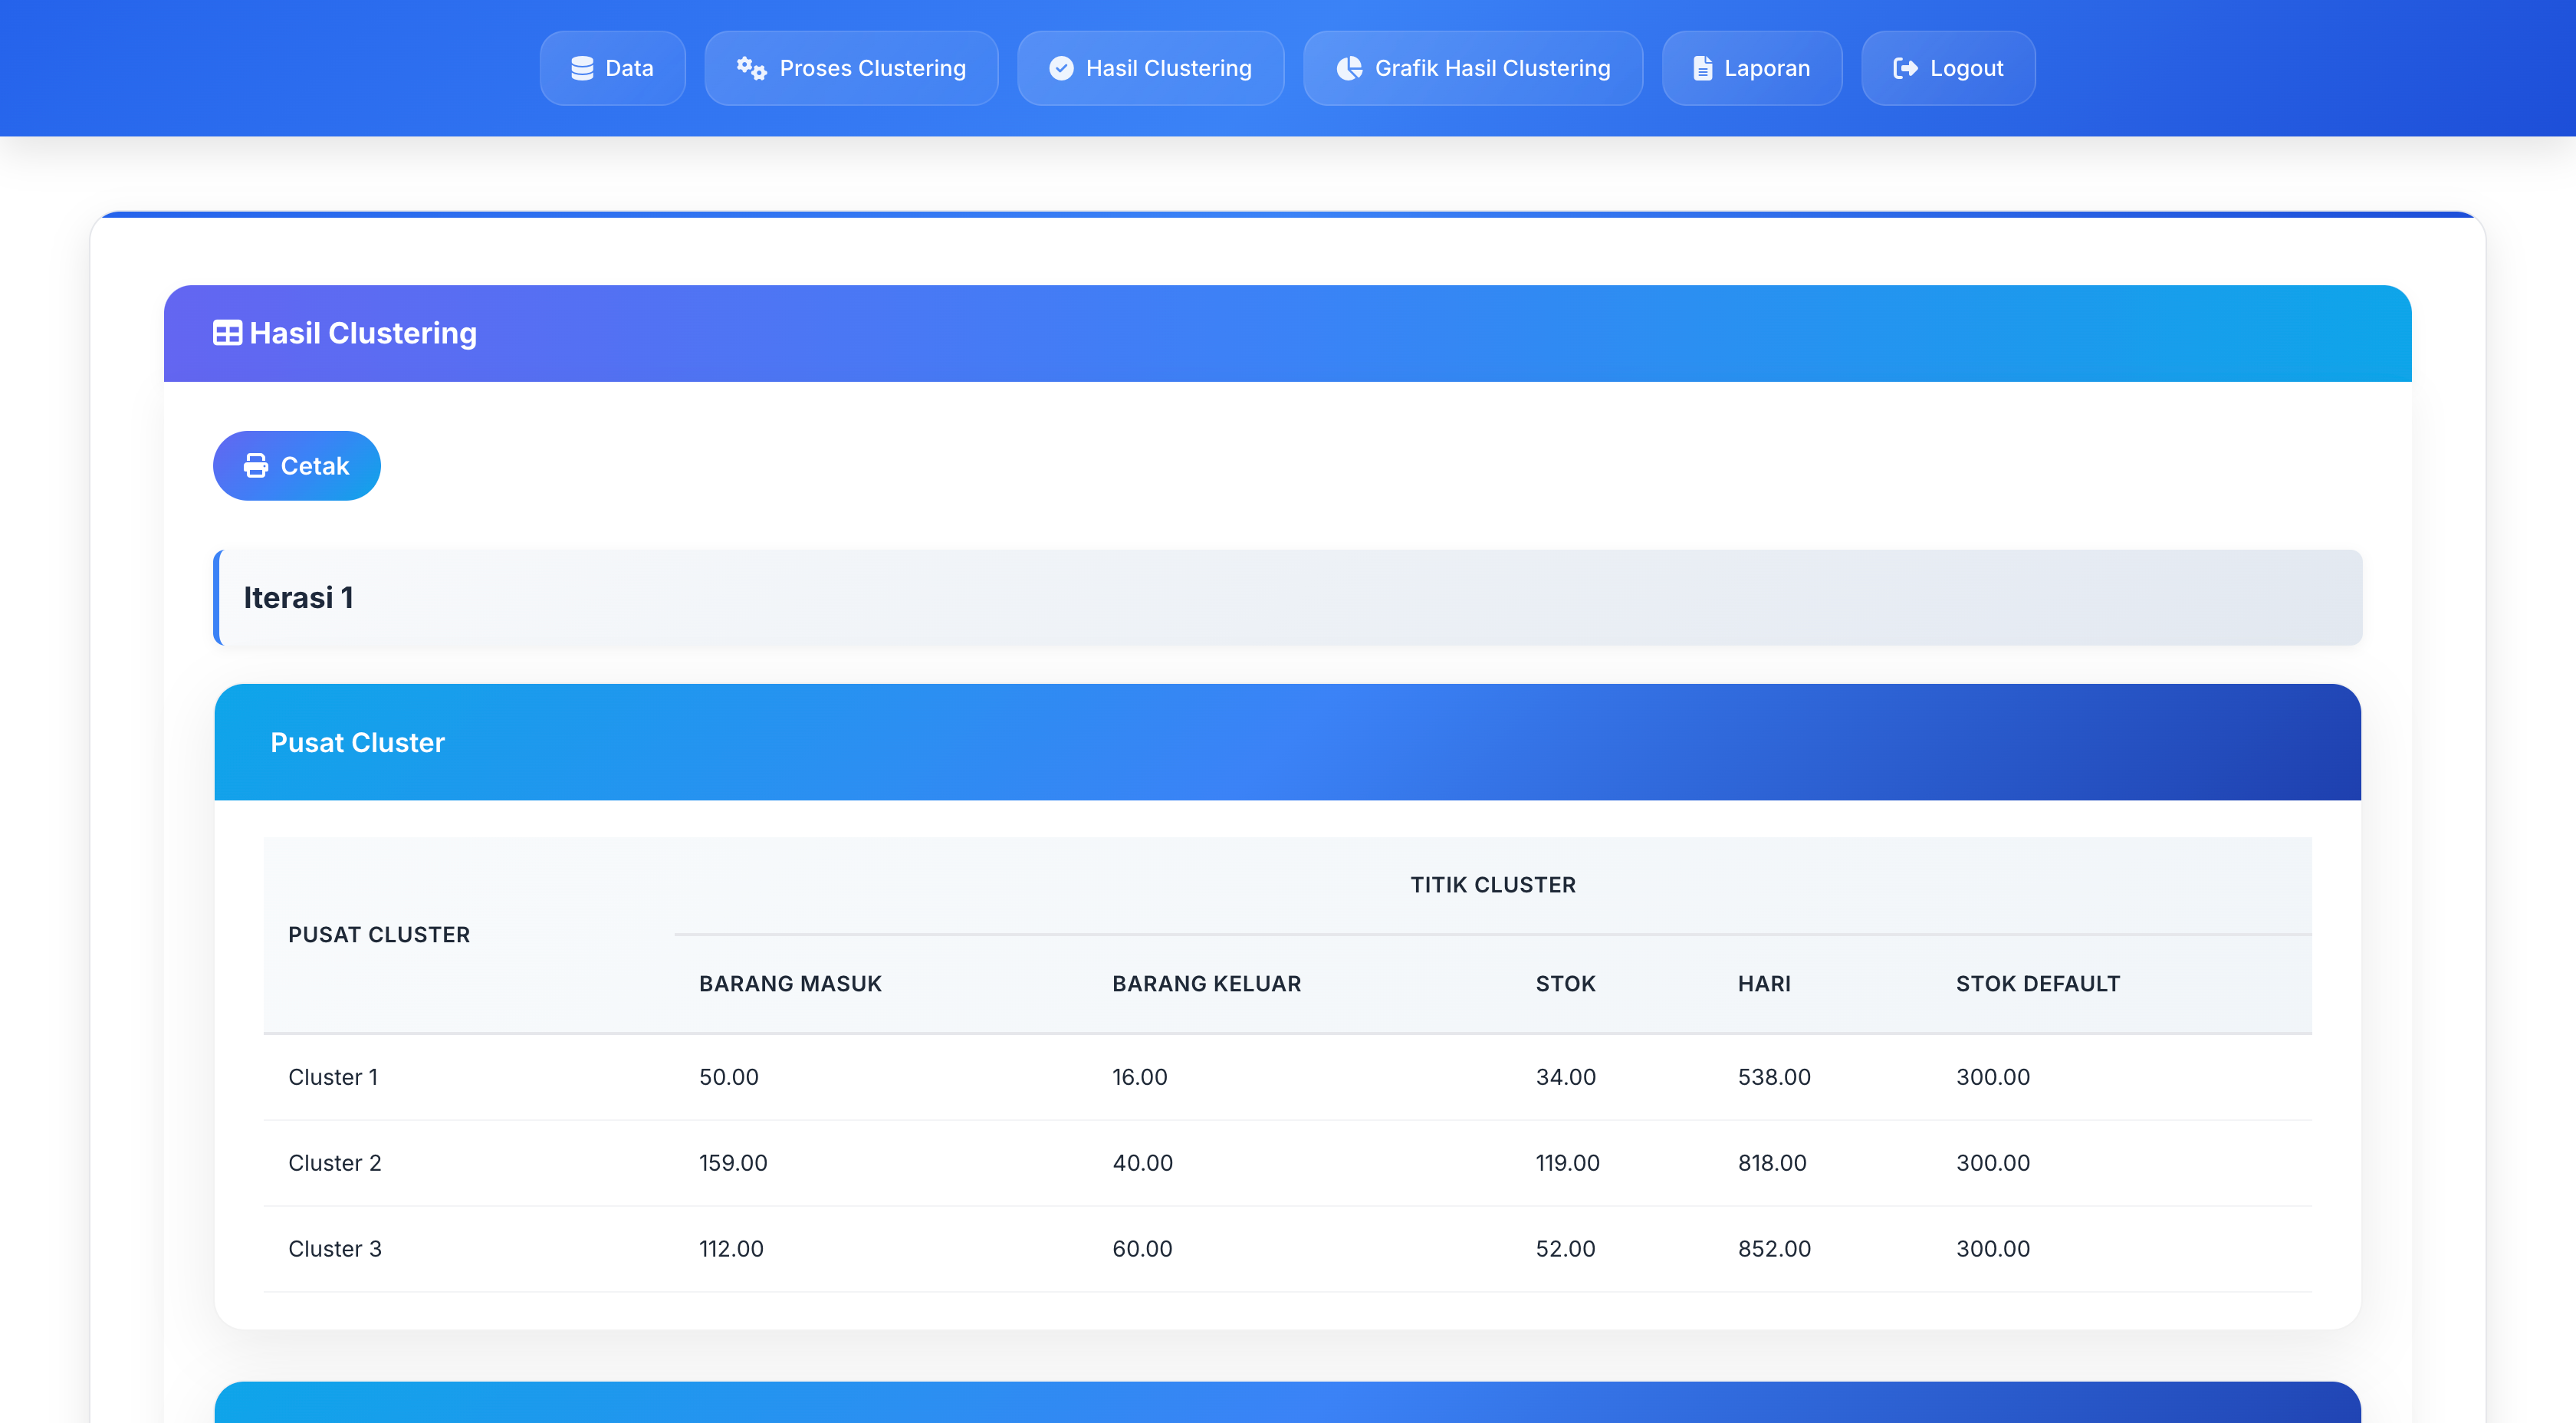 Data Proses Clustering Hasil Clustering Grafik Hasil Clustering Laporan Logout
Hasil Clustering
Cetak
Iterasi 1
Pusat Cluster
PUSAT CLUSTER
TITIK CLUSTER
BARANG MASUK BARANG KELUAR STOK HARI STOK DEFAULT
Cluster 1 50.00 16.00 34.00 538.00 300.00
Cluster 2 159.00 40.00 119.00 818.00 300.00
Cluster 3 112.00 60.00 52.00 852.00 300.00